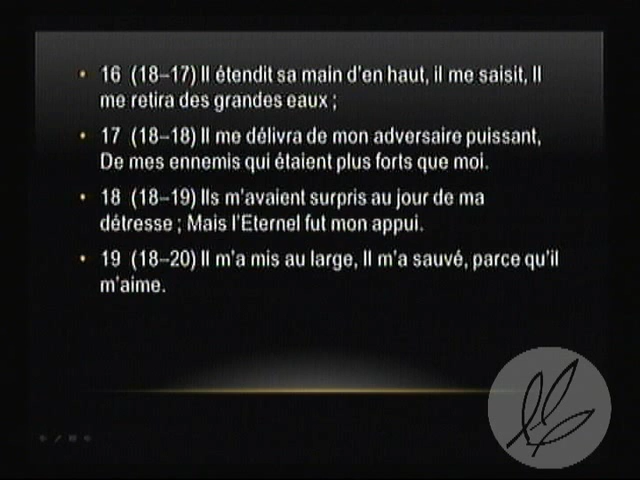 • 16 (18–17) Il étendit sa main d'en haut, il me saisit, Il
me retira des grandes eaux ;
• 17 (18–18) Il me délivra de mon adversaire puissant,
De mes ennemis qui étaient plus forts que moi.
• 18 (18–19) Ils m'avaient surpris au jour de ma
détresse ; Mais l'Eternel fut mon appui.
• 19 (18–20) Il m'a mis au large, Il m'a sauvé, parce qu'il
m'aime.